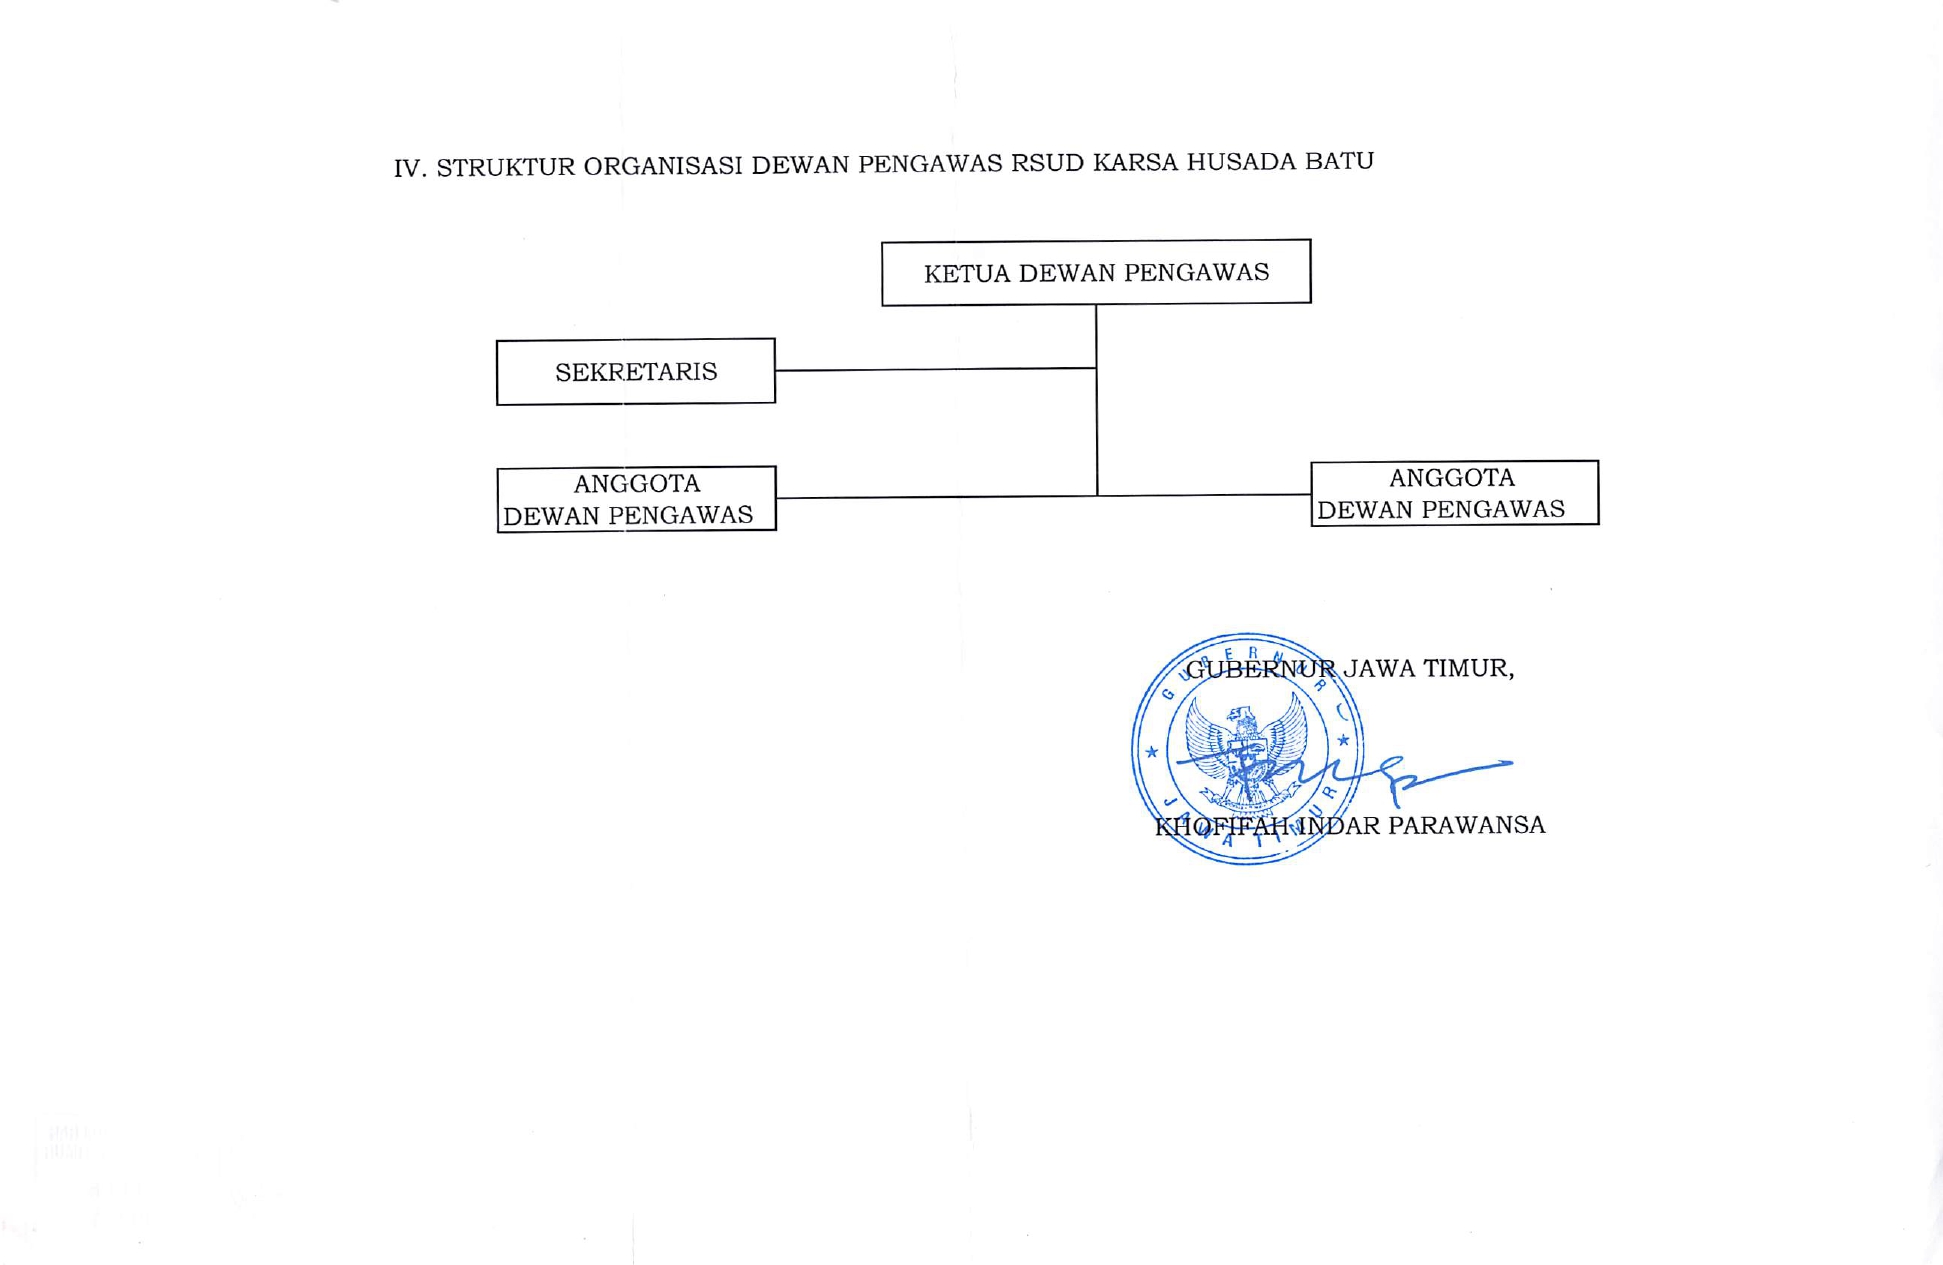 IV. STRUKTUR ORGANISASI DEWAN PENGAWAS RSUD KARSA HUSADA BATU
KETUA DEWAN PENGAWAS
SEKRETARIS
ANGGOTA
DEWAN PENGAWAS
ANGGOTA
DEWAN PENGAWAS
GUBERNUR JAWA TIMUR,
GUBERNUR
JAWA TIMUR
KHOFIFAH INDAR PARAWANSA